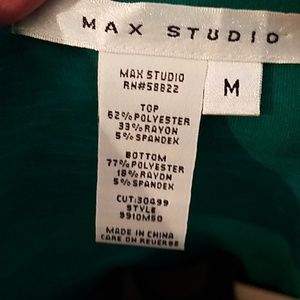 MAX STUDIO
M
MAX STUDIO
RN#58822
TOP
62%POLYESTER
33%RAYON
5%SPANDEX
BOTTOM
77%POLYESTER
18%RAYON
5%SPANDEX
CUT:30499
STYLE
9910M50
MADE IN CHINA
CARE ON REVERSE